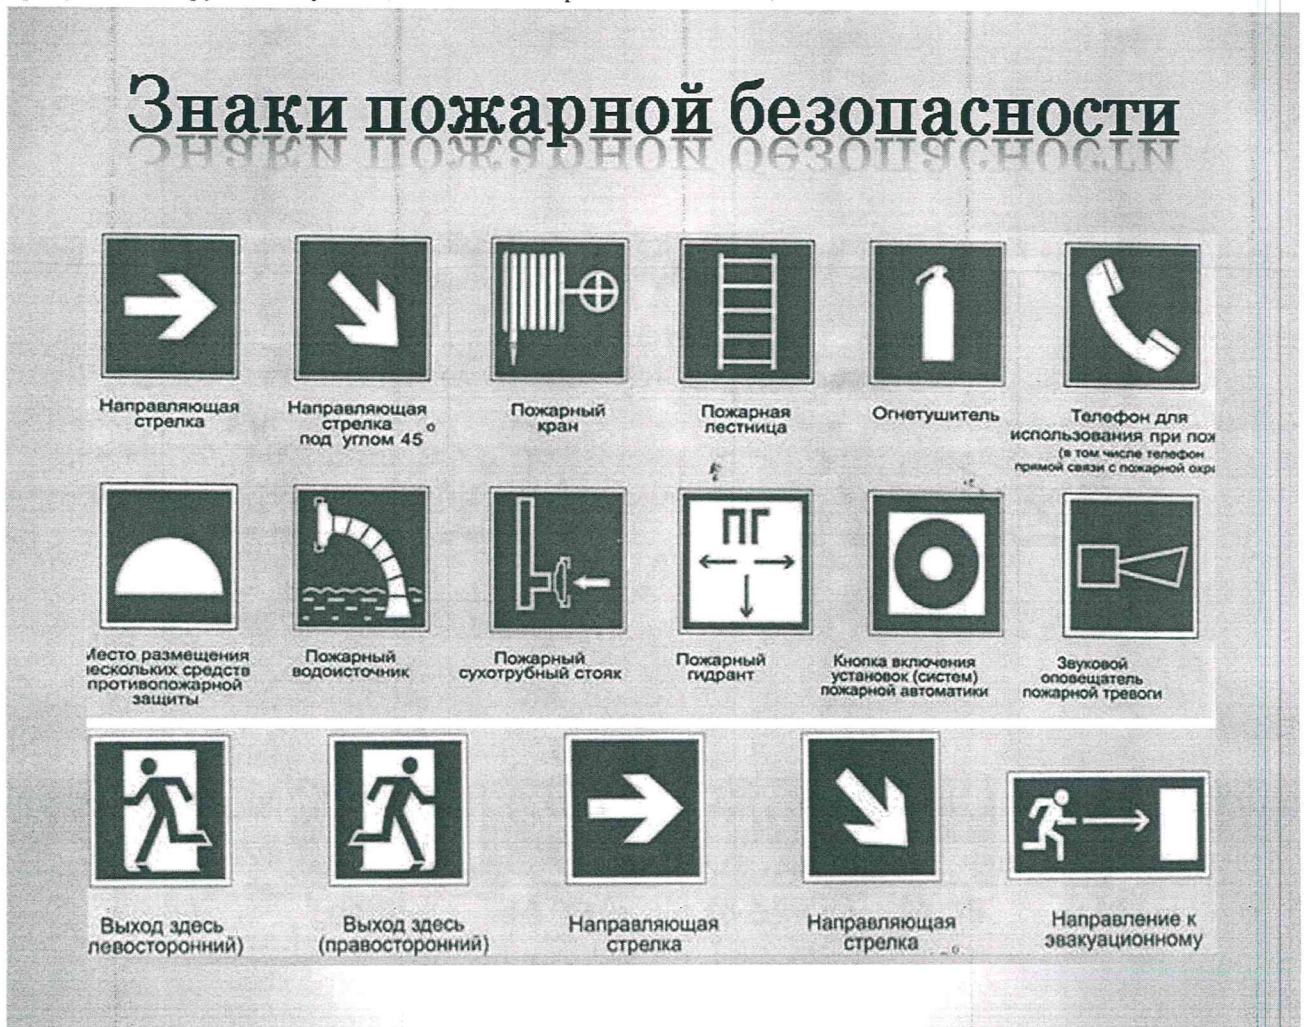 Знаки пожарной безопасности
Направляющая
стрелка
Направляющая
стрелка
под углом 45°
Пожарный
кран
Пожарная
лестница
Огнетушитель
Телефон для
использования при пож
(в том числе телефон
прямой связи с пожарной охр
Место размещения
нескольких средств
противопожарной
защиты
Пожарный
водоисточник
Пожарный
сухотрубный стояк
ПГ
Пожарный
гидрант
Кнопка включения
установок (систем)
пожарной автоматики
Звуковой
оповещатель
пожарной тревоги
Выход здесь
левосторонний)
Выход здесь
(правосторонний)
Направляющая
стрелка
Направляющая
стрелка
Направление к
эвакуационному